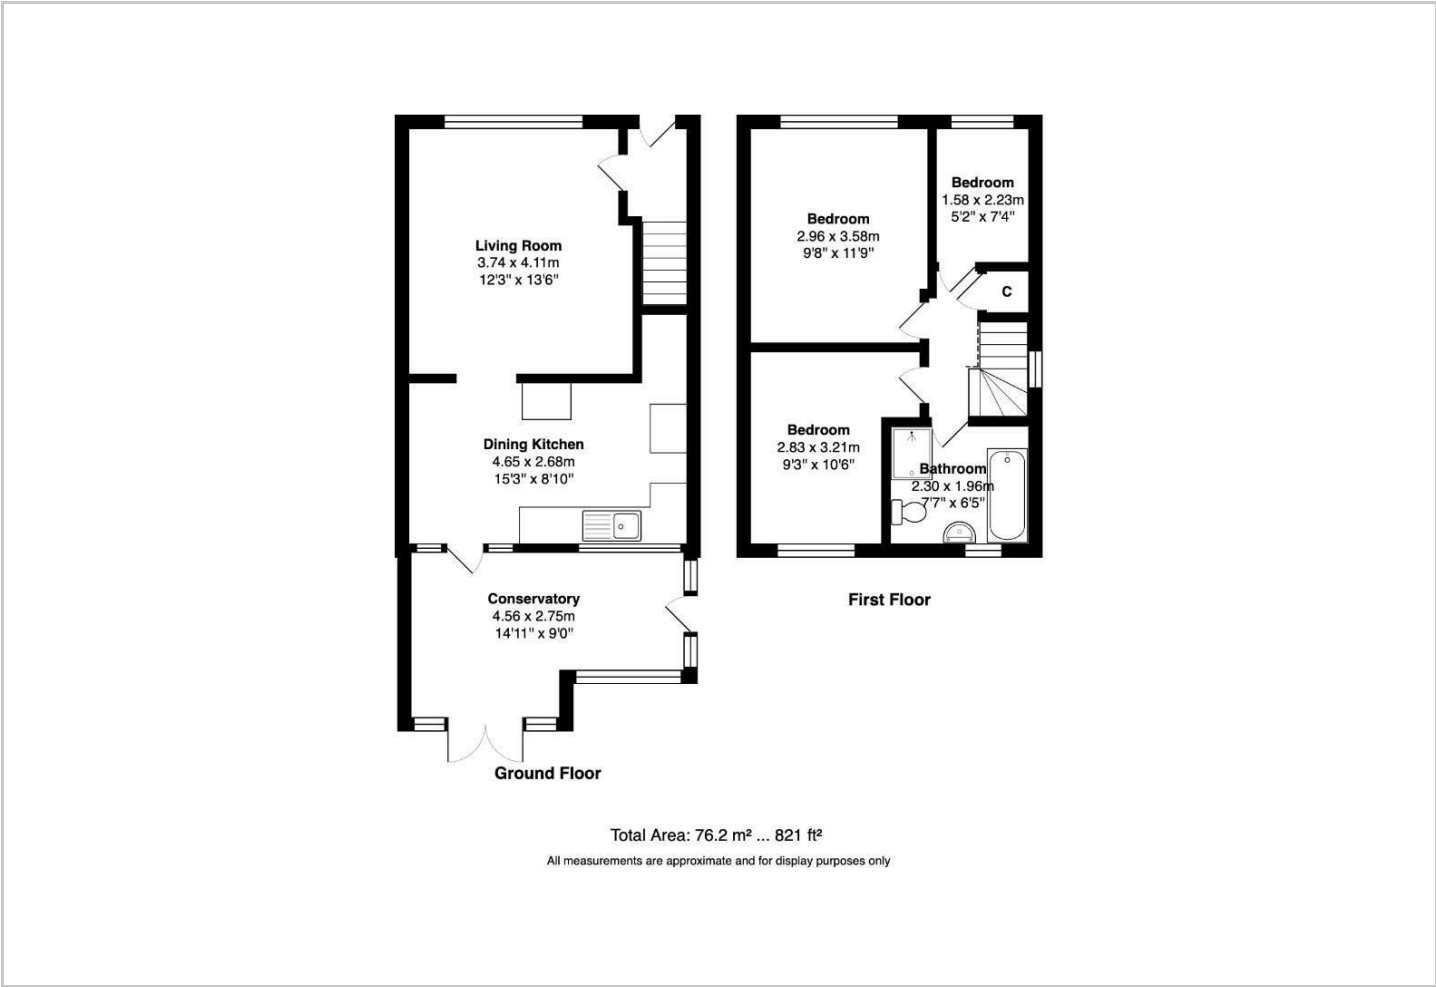 Living Room
3.74 x 4.11m
12'3" x 13'6"
Dining Kitchen
4.65 x 2.68m
15'3" x 8'10"
Conservatory
4.56 x 2.75m
14'11" x 9'0"
Ground Floor
Bedroom
2.96 x 3.58m
9'8" x 11'9"
Bedroom
1.58 x 2.23m
5'2" x 7'4"
C
Bedroom
2.83 x 3.21m
9'3" x 10'6"
Bathroom
2.30 x 1.96m
7'7" x 6'5"
First Floor
Total Area: 76.2 m² ... 821 ft²
All measurements are approximate and for display purposes only